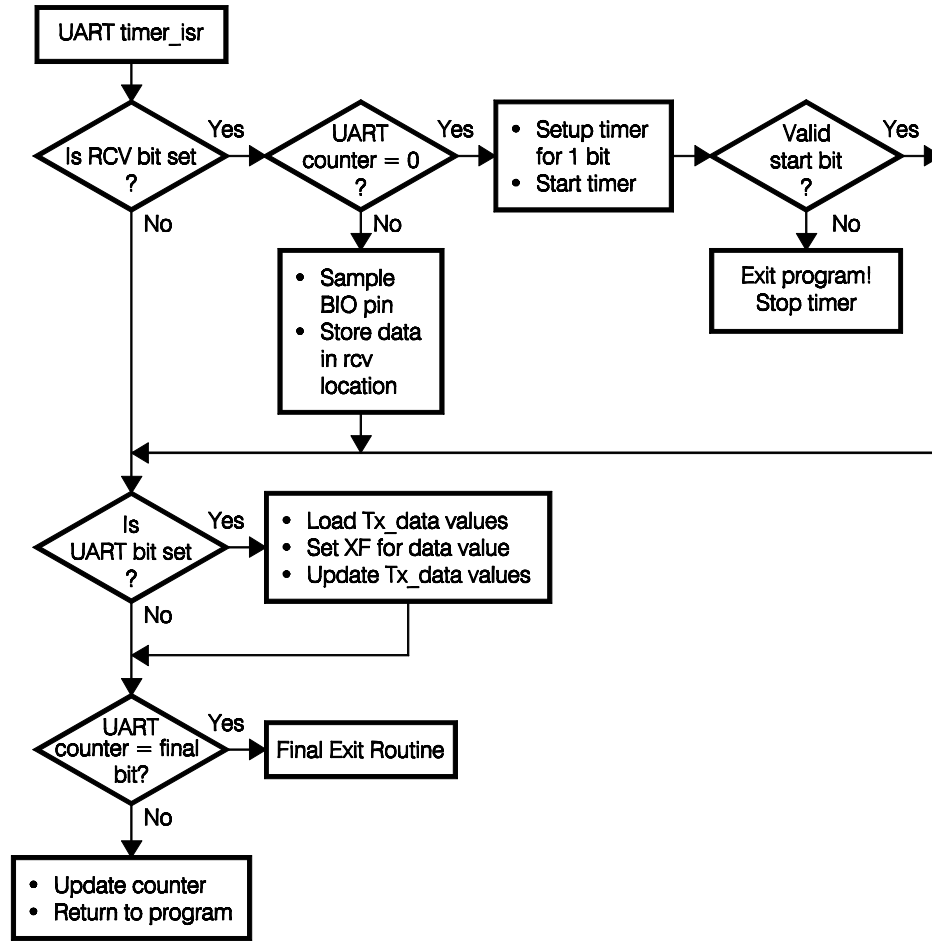 UART timer_isr
Is RCV bit set
?
Yes
No
UART
counter = 0
?
Yes
No
• Setup timer
for 1 bit
• Start timer
Valid
start bit
?
Yes
No
• Sample
BIO pin
• Store data
in rcv
location
Exit program!
Stop timer
Is
UART bit set
?
Yes
No
• Load Tx_data values
• Set XF for data value
• Update Tx_data values
UART
counter = final
bit?
Yes
No
Final Exit Routine
• Update counter
• Return to program